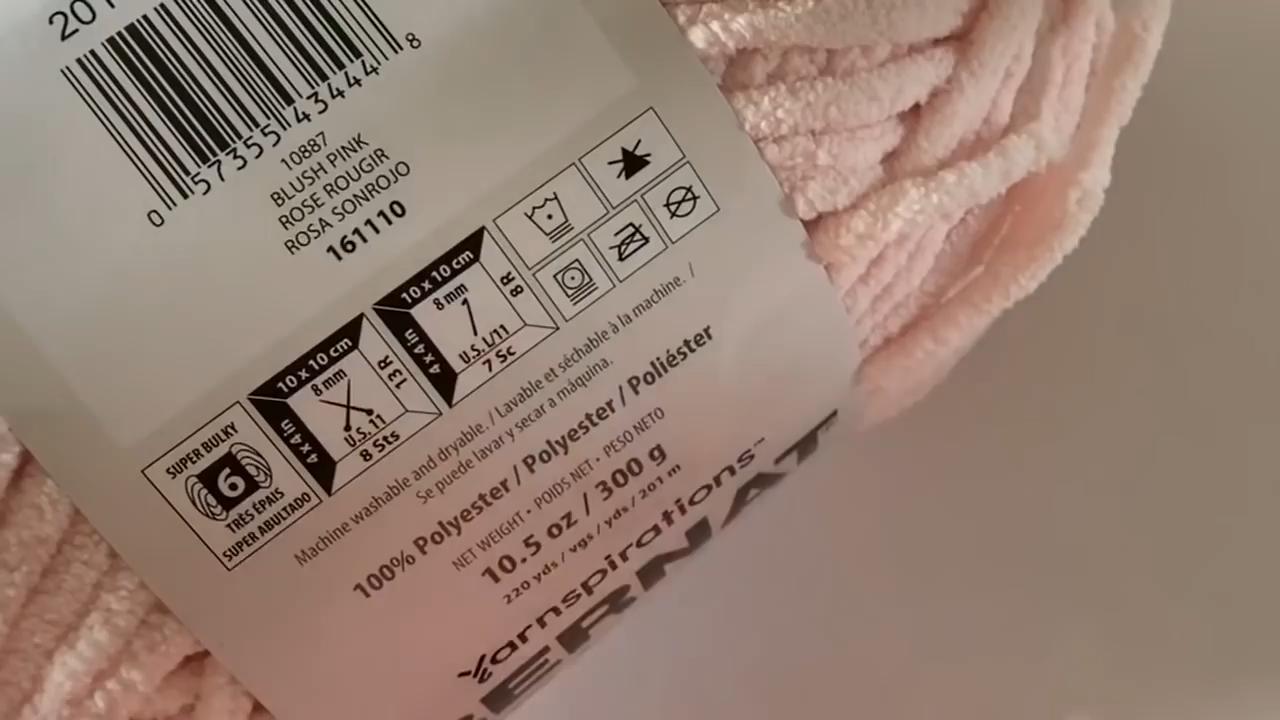 201
0 57355 43444 8
10887
BLUSH PINK
ROSE ROUGIR
ROSA SONROJO
161110
SUPER BULKY
6
TRÈS ÉPAIS
SUPER ABULTADO
10 x 10 cm
4 x 4 in
8 mm
U.S. 11
13 R
8 Sts
10 x 10 cm
4 x 4 in
8 mm
U.S. L/11
8 R
7 Sc
Machine washable and dryable. / Lavable et séchable à la machine. /
Se puede lavar y secar a máquina.
100% Polyester / Polyester / Poliéster
NET WEIGHT • POIDS NET • PESO NETO
10.5 oz / 300 g
220 yds / vgs / yds / 201 m
Yarnspirations™
BERNAT